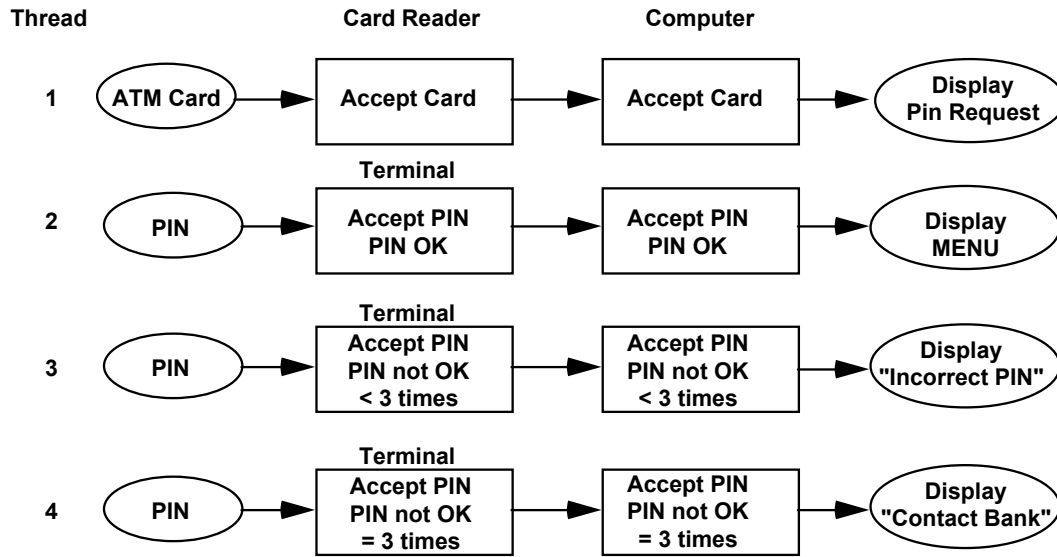 Thread Card Reader Computer
1 ATM Card Accept Card Accept Card Display
Pin Request
Terminal
2 PIN Accept PIN
PIN OK Accept PIN
PIN OK Display
MENU
Terminal
3 PIN Accept PIN
PIN not OK
< 3 times Accept PIN
PIN not OK
< 3 times Display
"Incorrect PIN"
Terminal
4 PIN Accept PIN
PIN not OK
= 3 times Accept PIN
PIN not OK
= 3 times Display
"Contact Bank"